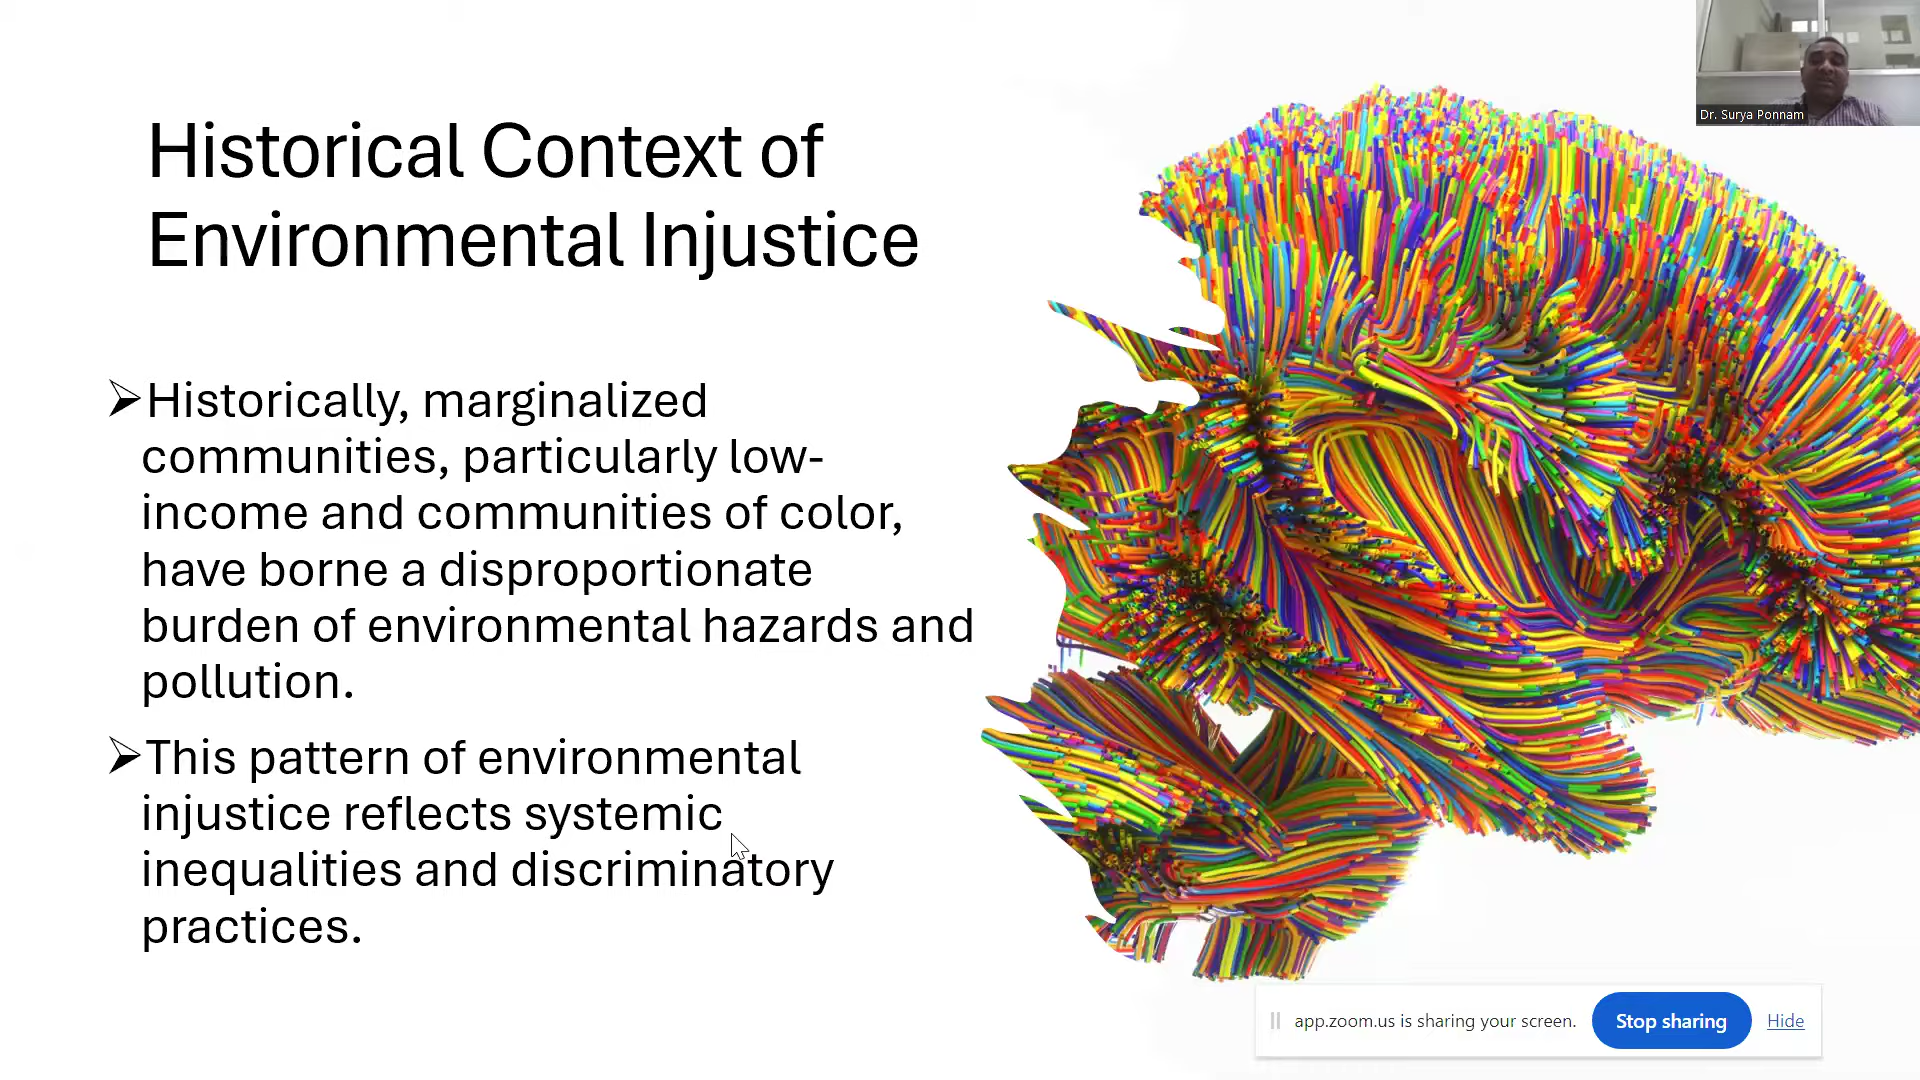 Historical Context of
Environmental Injustice
➢Historically, marginalized
communities, particularly low-
income and communities of color,
have borne a disproportionate
burden of environmental hazards and
pollution.
➢This pattern of environmental
injustice reflects systemic
inequalities and discriminatory
practices.
Dr. Surya Ponnam
app.zoom.us is sharing your screen.
Stop sharing
Hide